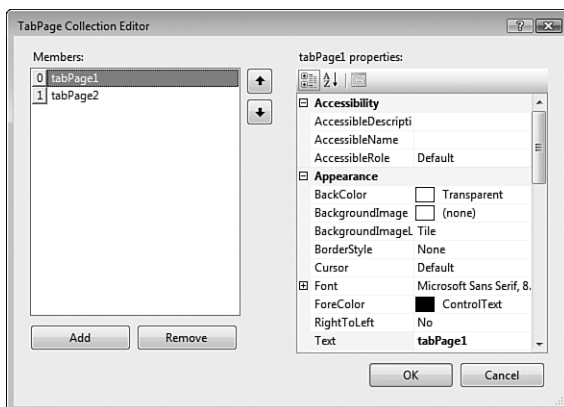 TabPage Collection Editor
Members:
0 tabPage1
1 tabPage2
Add Remove
tabPage1 properties:
Accessibility
AccessibleDescripti
AccessibleName
AccessibleRole Default
Appearance
BackColor Transparent
BackgroundImage (none)
BackgroundImageL Tile
BorderStyle None
Cursor Default
Font Microsoft Sans Serif, 8.
ForeColor ControlText
RightToLeft No
Text tabPage1
OK Cancel